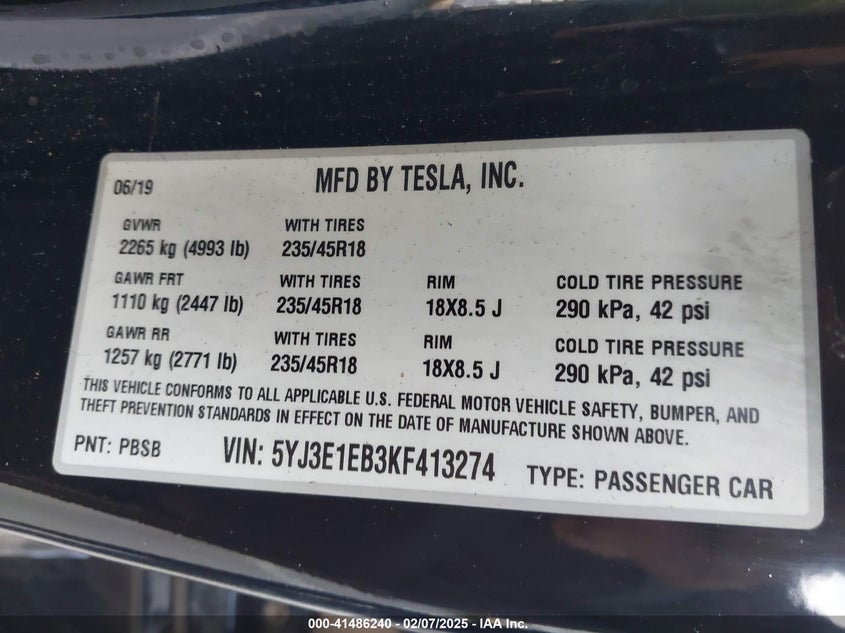 06/19 MFD BY TESLA, INC.
GVWR WITH TIRES
2265 kg (4993 lb) 235/45R18
GAWR FRT WITH TIRES RIM COLD TIRE PRESSURE
1110 kg (2447 lb) 235/45R18 18X8.5 J 290 kPa, 42 psi
GAWR RR WITH TIRES RIM COLD TIRE PRESSURE
1257 kg (2771 lb) 235/45R18 18X8.5 J 290 kPa, 42 psi
THIS VEHICLE CONFORMS TO ALL APPLICABLE U.S. FEDERAL MOTOR VEHICLE SAFETY, BUMPER, AND
THEFT PREVENTION STANDARDS IN EFFECT ON THE DATE OF MANUFACTURE SHOWN ABOVE.
PNT: PBSB VIN: 5YJ3E1EB3KF413274 TYPE: PASSENGER CAR
000-41486240 - 02/07/2025 - IAA, Inc.